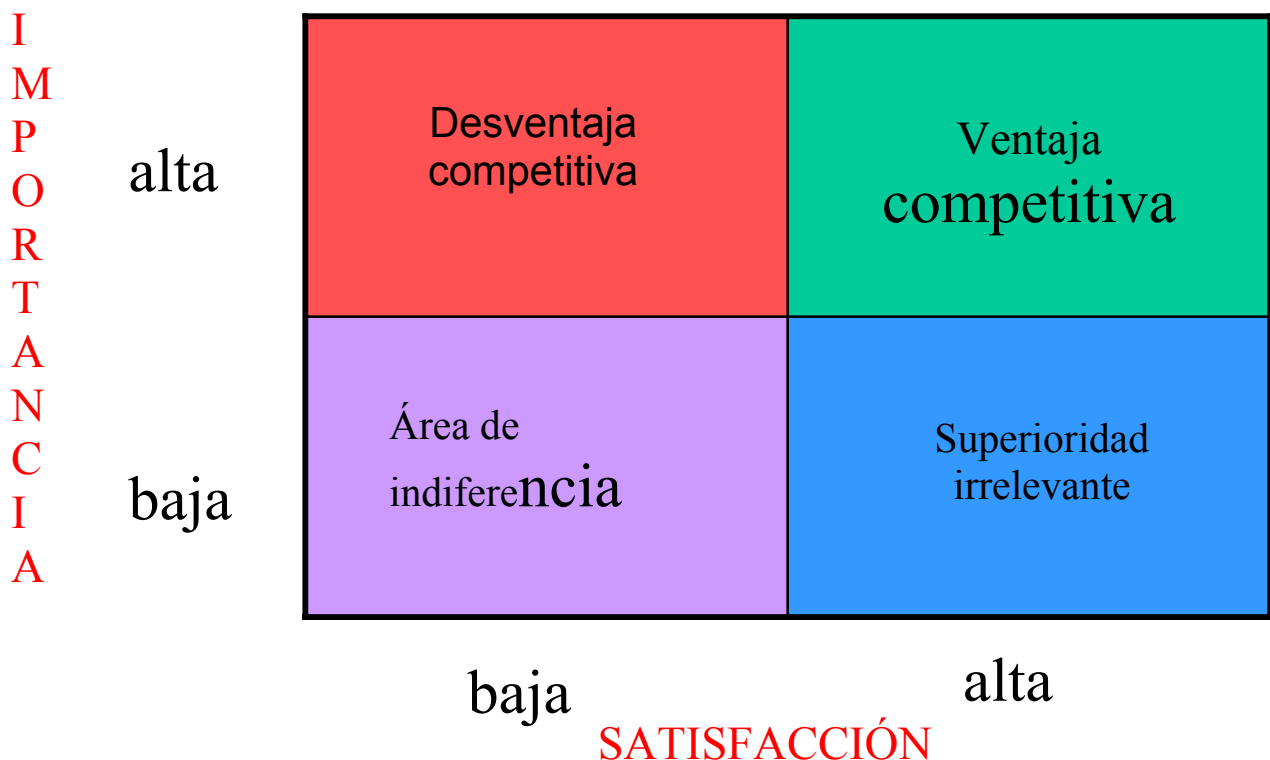 I
M
P
O
R
T
A
N
C
I
A
alta
Desventaja
competitiva
Ventaja
competitiva
baja
Área de
indiferencia
Superioridad
irrelevante
baja
alta
SATISFACCIÓN